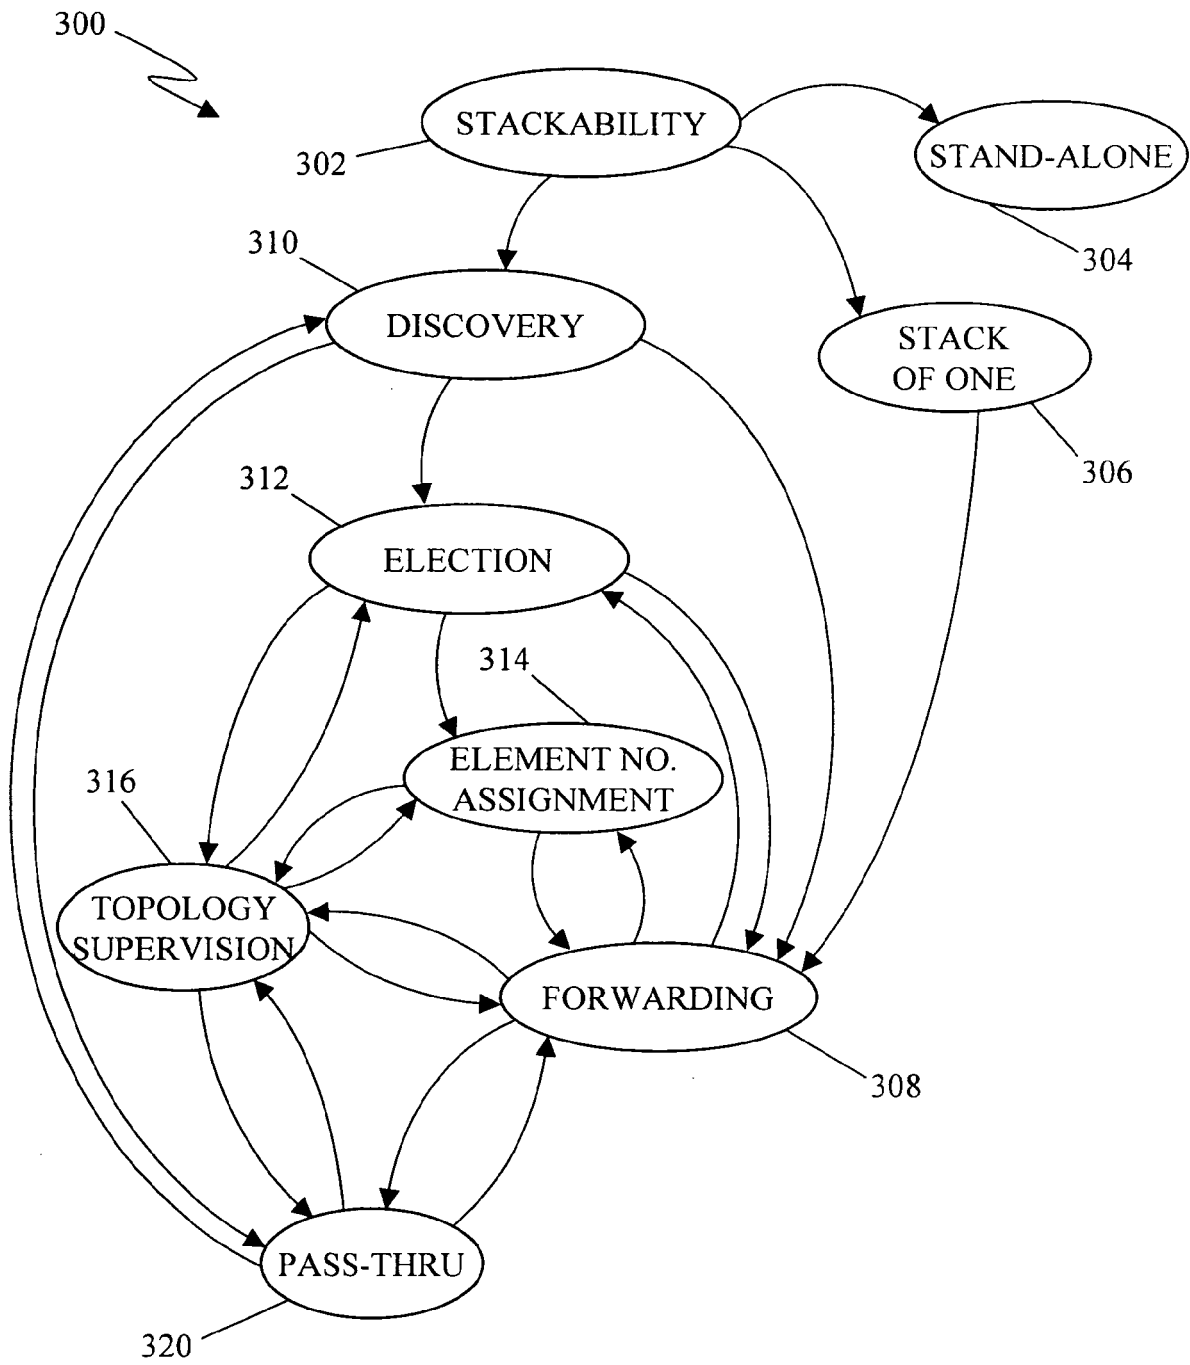 300
STACKABILITY
302
STAND-ALONE
304
310
DISCOVERY
STACK
OF ONE
306
312
ELECTION
314
ELEMENT NO.
ASSIGNMENT
316
TOPOLOGY
SUPERVISION
FORWARDING
308
PASS-THRU
320